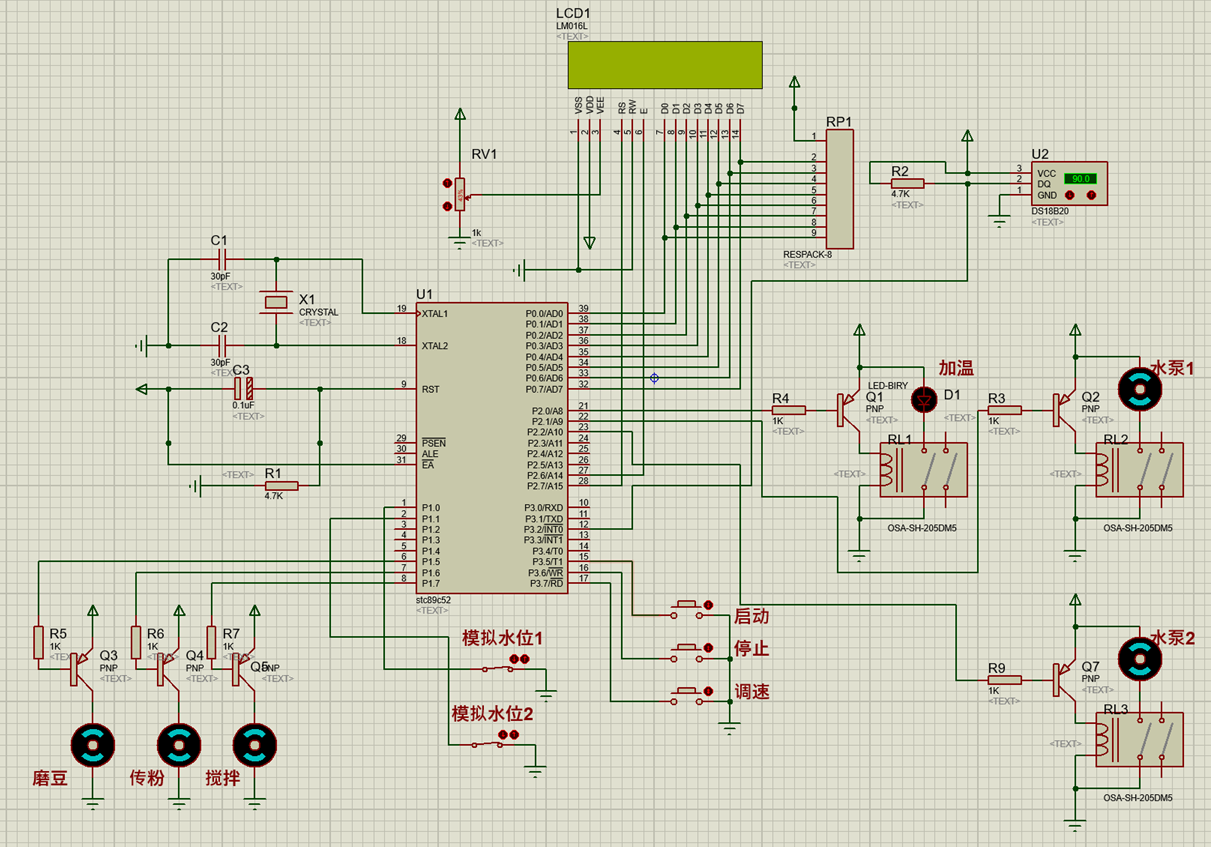 LCD1
LM016L
<TEXT>
VSS
VDD
VEE
RS
RW
E
D0
D1
D2
D3
D4
D5
D6
D7
1
2
3
4
5
6
7
8
9
10
11
12
13
14
RP1
1
2
3
4
5
6
7
8
9
RESPACK-8
<TEXT>
RV1
1k
<TEXT>
R2
4.7K
<TEXT>
U2
3 VCC
2 DQ
1 GND
90.0
DS18B20
<TEXT>
C1
30pF
<TEXT>
X1
CRYSTAL
<TEXT>
C2
30pF
<TEXT>
C3
0.1uF
<TEXT>
R1
4.7K
U1
19 XTAL1
18 XTAL2
9 RST
29 PSEN
30 ALE
31 EA
1 P1.0
2 P1.1
3 P1.2
4 P1.3
5 P1.4
6 P1.5
7 P1.6
8 P1.7
P0.0/AD0 39
P0.1/AD1 38
P0.2/AD2 37
P0.3/AD3 36
P0.4/AD4 35
P0.5/AD5 34
P0.6/AD6 33
P0.7/AD7 32
P2.0/A8 21
P2.1/A9 22
P2.2/A10 23
P2.3/A11 24
P2.4/A12 25
P2.5/A13 26
P2.6/A14 27
P2.7/A15 28
P3.0/RXD 10
P3.1/TXD 11
P3.2/INT0 12
P3.3/INT1 13
P3.4/T0 14
P3.5/T1 15
P3.6/WR 16
P3.7/RD 17
stc89c52
<TEXT>
R4
1K
<TEXT>
Q1
PNP
<TEXT>
加温
LED-BIRY
D1
<TEXT>
RL1
<TEXT>
OSA-SH-205DM5
R3
1K
<TEXT>
Q2
PNP
<TEXT>
水泵1
RL2
<TEXT>
OSA-SH-205DM5
R5
1K
<TEXT>
Q3
PNP
<TEXT>
R6
1K
<TEXT>
Q4
PNP
<TEXT>
R7
1K
<TEXT>
Q5
PNP
<TEXT>
磨豆
传粉
搅拌
模拟水位1
模拟水位2
启动
停止
调速
R9
1K
<TEXT>
Q7
PNP
<TEXT>
水泵2
RL3
<TEXT>
OSA-SH-205DM5